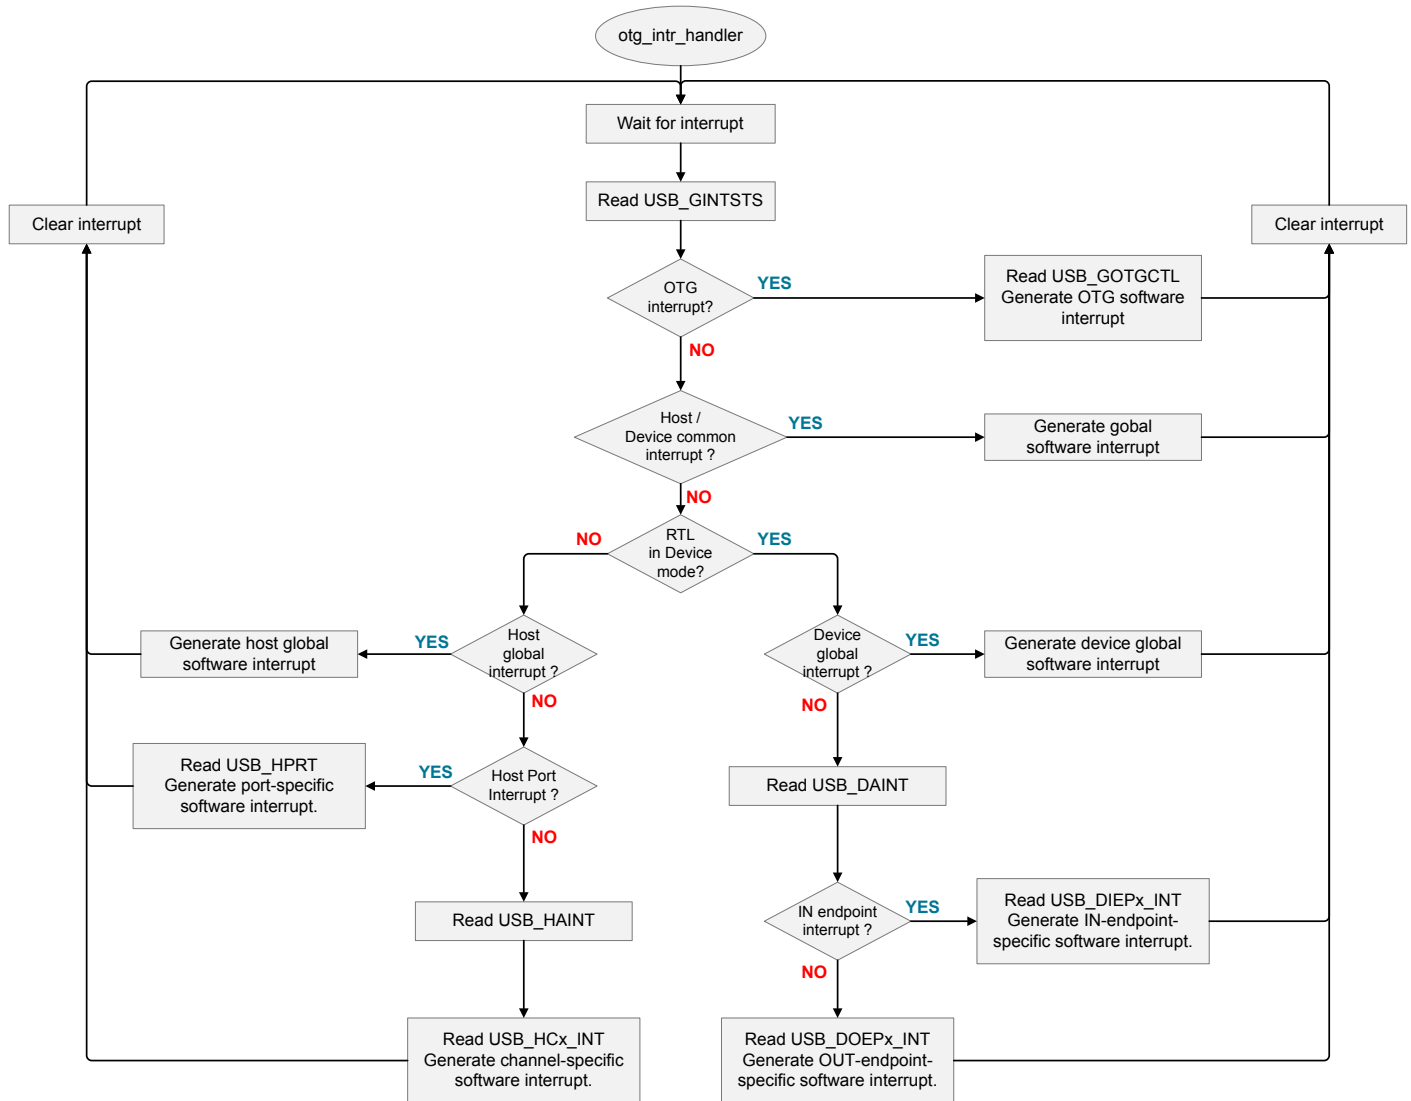 otg_intr_handler
Wait for interrupt
Read USB_GINTSTS
Clear interrupt
Clear interrupt
OTG
interrupt?
YES
Read USB_GOTGCTL
Generate OTG software
interrupt
NO
Host /
Device common
interrupt ?
YES
Generate gobal
software interrupt
NO
RTL
in Device
mode?
NO
YES
Host
global
interrupt ?
YES
Generate host global
software interrupt
NO
Device
global
interrupt ?
YES
Generate device global
software interrupt
NO
Host Port
Interrupt ?
YES
Read USB_HPRT
Generate port-specific
software interrupt.
NO
Read USB_DAINT
Read USB_HAINT
IN endpoint
interrupt ?
YES
Read USB_DIEPx_INT
Generate IN-endpoint-
specific software interrupt.
NO
Read USB_HCx_INT
Generate channel-specific
software interrupt.
Read USB_DOEPx_INT
Generate OUT-endpoint-
specific software interrupt.